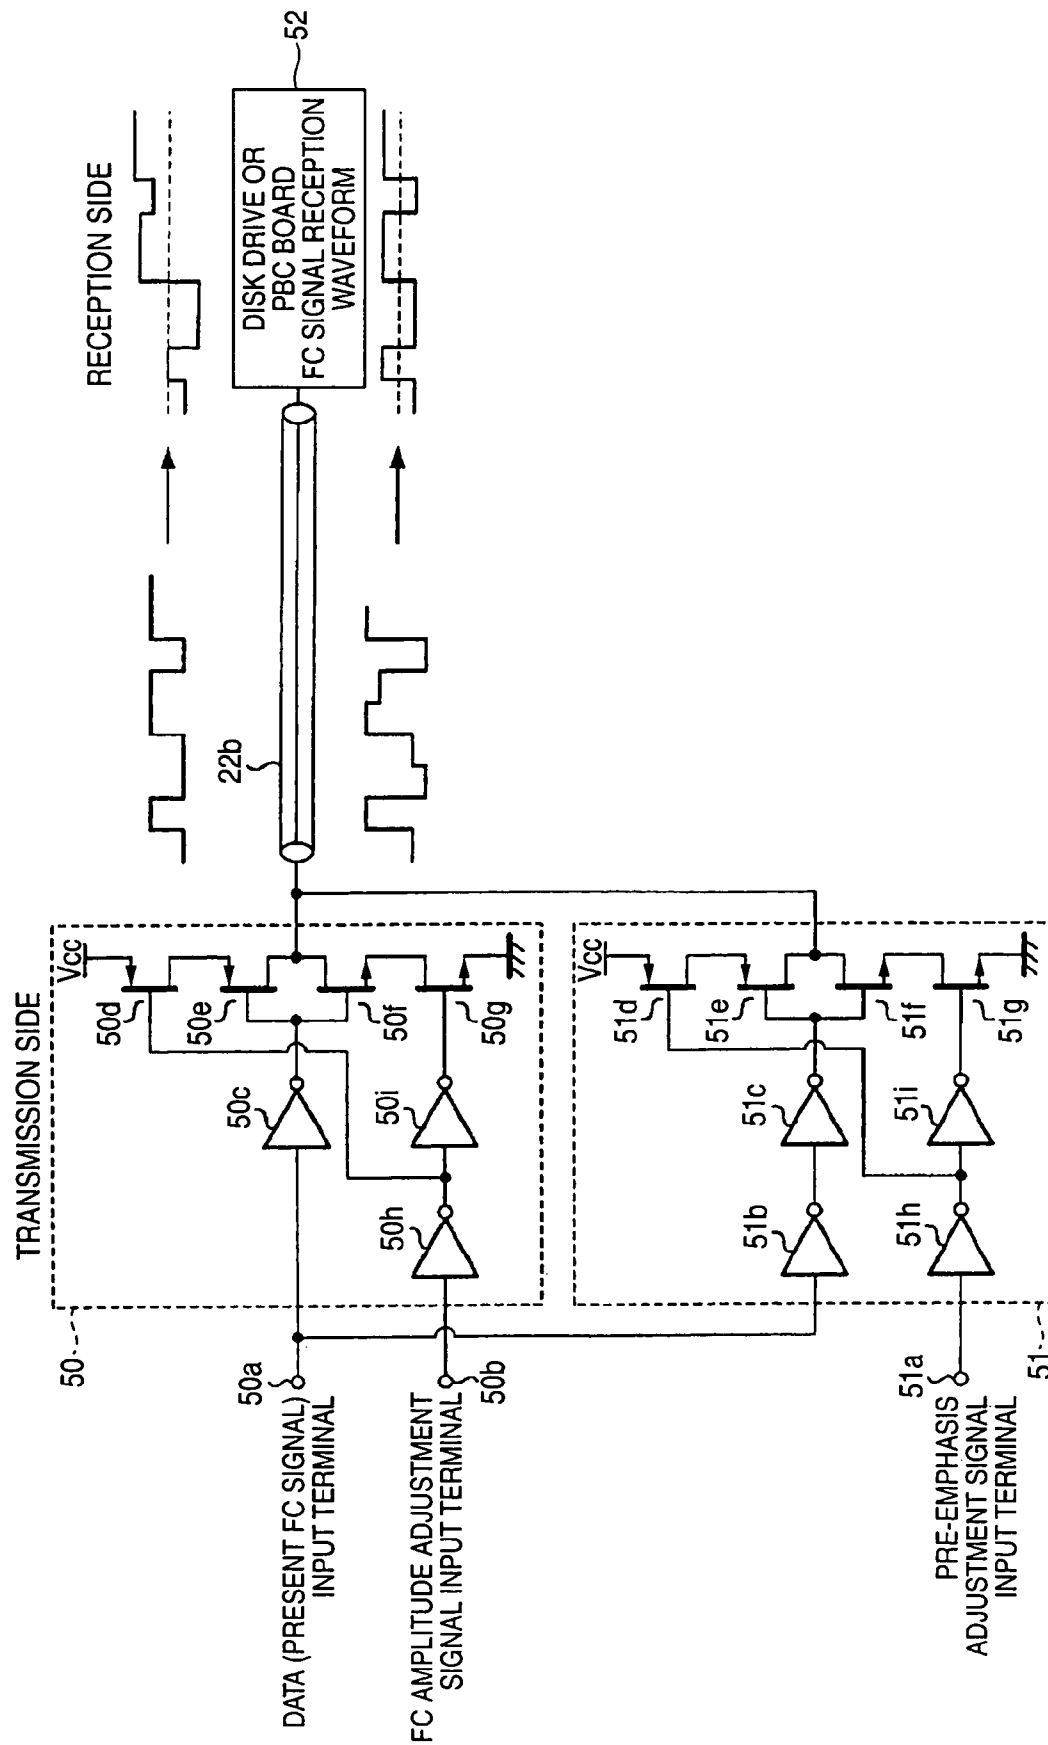 TRANSMISSION SIDE
RECEPTION SIDE
50
50a
DATA (PRESENT FC SIGNAL)
INPUT TERMINAL
50b
FC AMPLITUDE ADJUSTMENT
SIGNAL INPUT TERMINAL
50c
50h
50i
Vcc
50d
50e
50f
50g
22b
DISK DRIVE OR
PBC BOARD
FC SIGNAL RECEPTION
WAVEFORM
52
51
51a
PRE-EMPHASIS
ADJUSTMENT SIGNAL
INPUT TERMINAL
51b
51c
51h
51i
Vcc
51d
51e
51f
51g